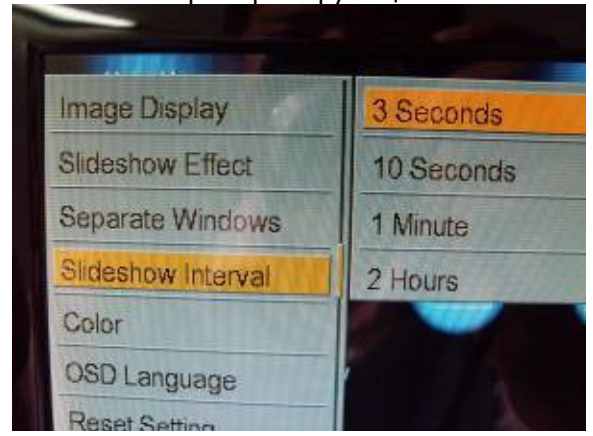 Image Display
Slideshow Effect
Separate Windows
Slideshow Interval
Color
OSD Language
Reset Setting
3 Seconds
10 Seconds
1 Minute
2 Hours